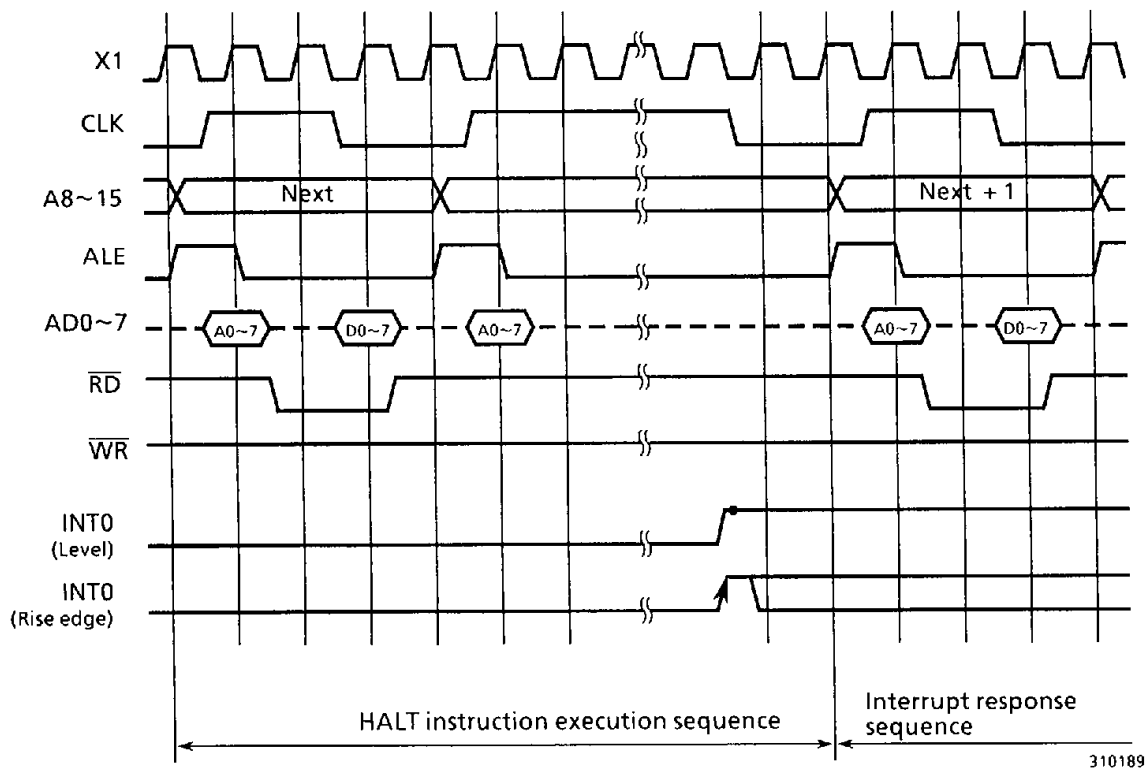 X1
CLK
A8~15
Next
Next + 1
ALE
AD0~7
A0~7
D0~7
A0~7
A0~7
D0~7
RD
WR
INT0
(Level)
INT0
(Rise edge)
HALT instruction execution sequence
Interrupt response
sequence
310189